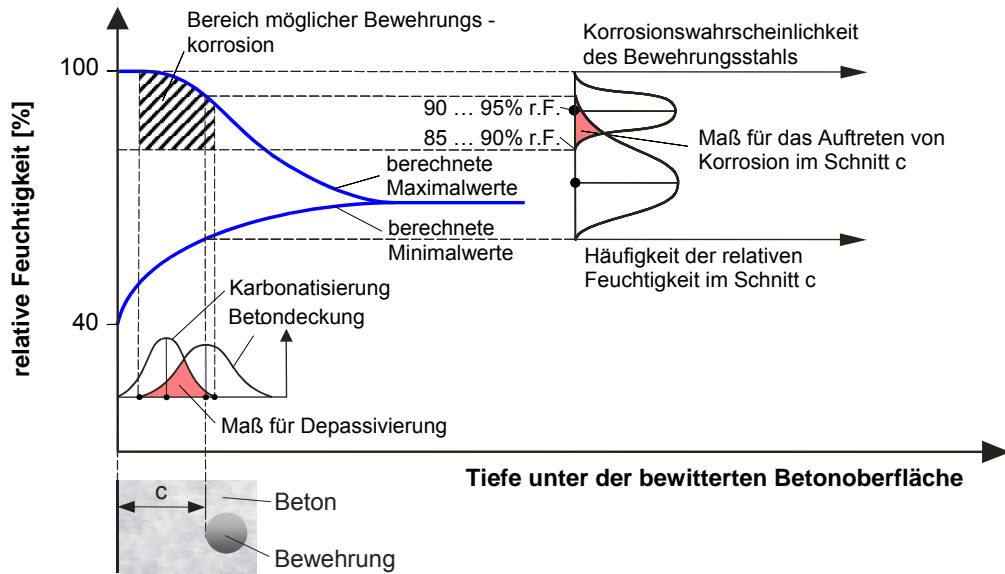 Bereich möglicher Bewehrungs -
korrosion
Korrosionswahrscheinlichkeit
des Bewehrungsstahls
100
relative Feuchtigkeit [%]
90 ... 95% r.F.
85 ... 90% r.F.
Maß für das Auftreten von
Korrosion im Schnitt c
berechnete
Maximalwerte
berechnete
Minimalwerte
Häufigkeit der relativen
Feuchtigkeit im Schnitt c
Karbonatisierung
Betondeckung
40
Maß für Depassivierung
Tiefe unter der bewitterten Betonoberfläche
c
Beton
Bewehrung